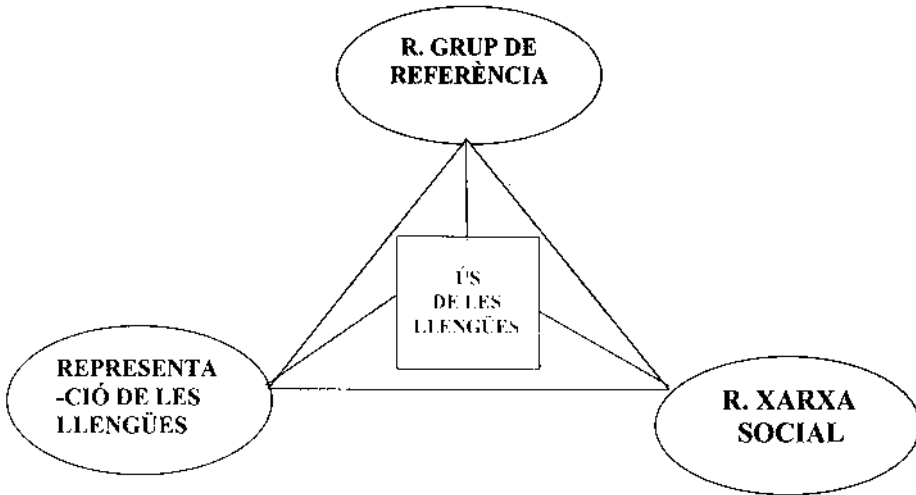 R. GRUP DE
REFERÈNCIA
ÚS
DE LES
LLENGÜES
REPRESENTA
-CIÓ DE LES
LLENGÜES
R. XARXA
SOCIAL